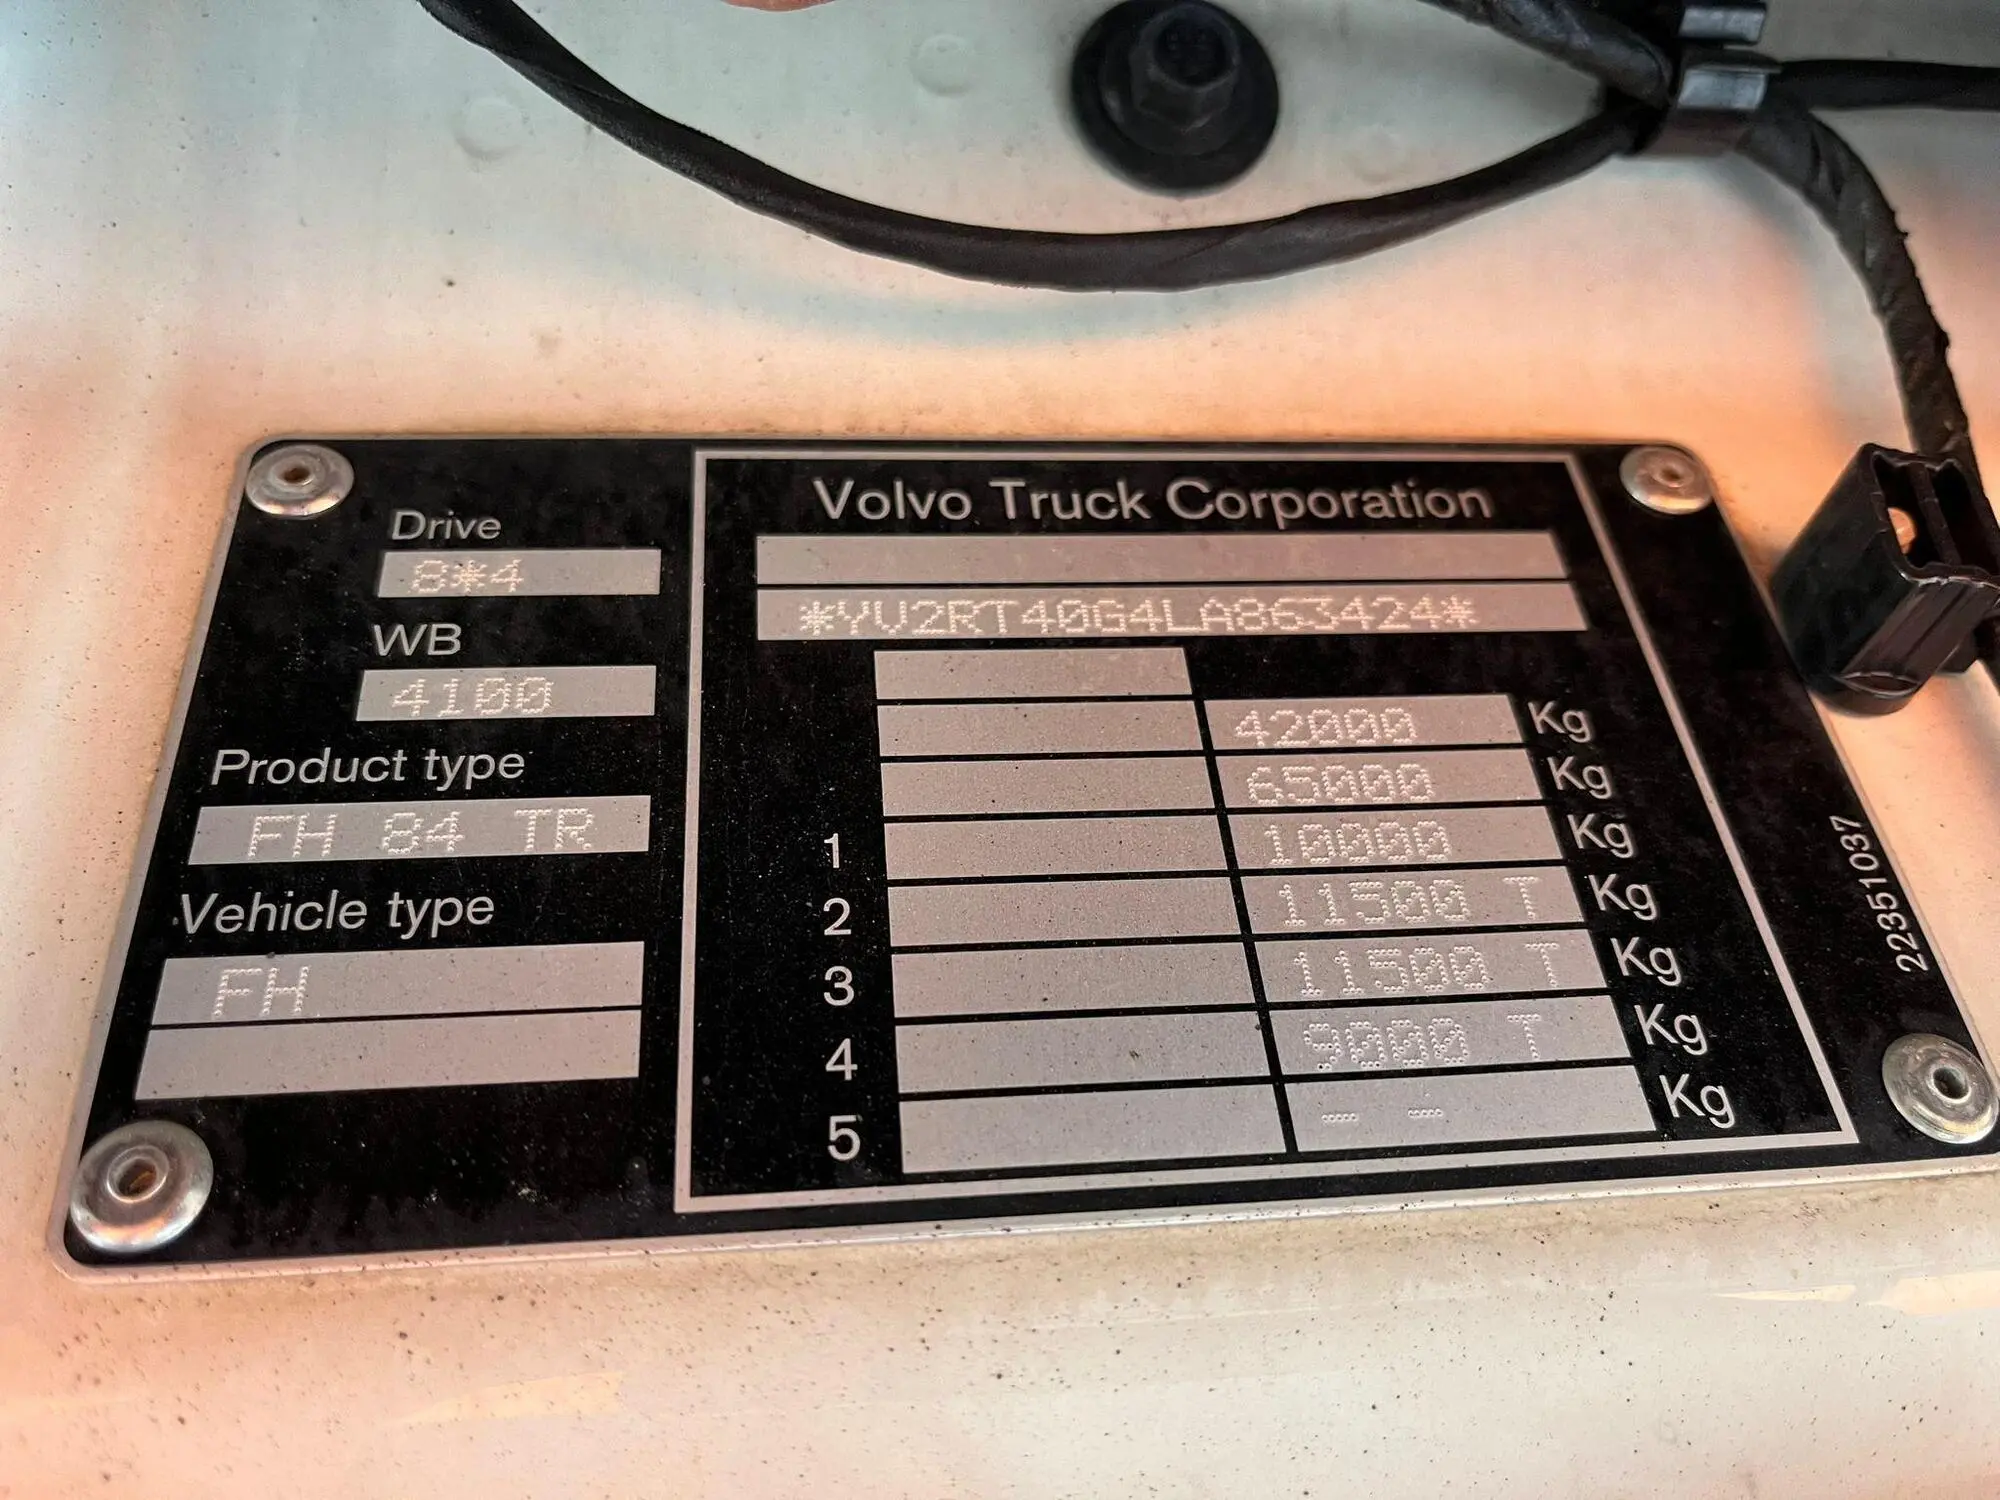 Drive
8*4
WB
4100
Product type
FH 84 TR
Vehicle type
FH
Volvo Truck Corporation
*YV2RT40G4LA863424*
42000 Kg
65000 Kg
1 10000 Kg
2 11500 T Kg
3 11500 T Kg
4 9000 T Kg
5 - - Kg
22351037